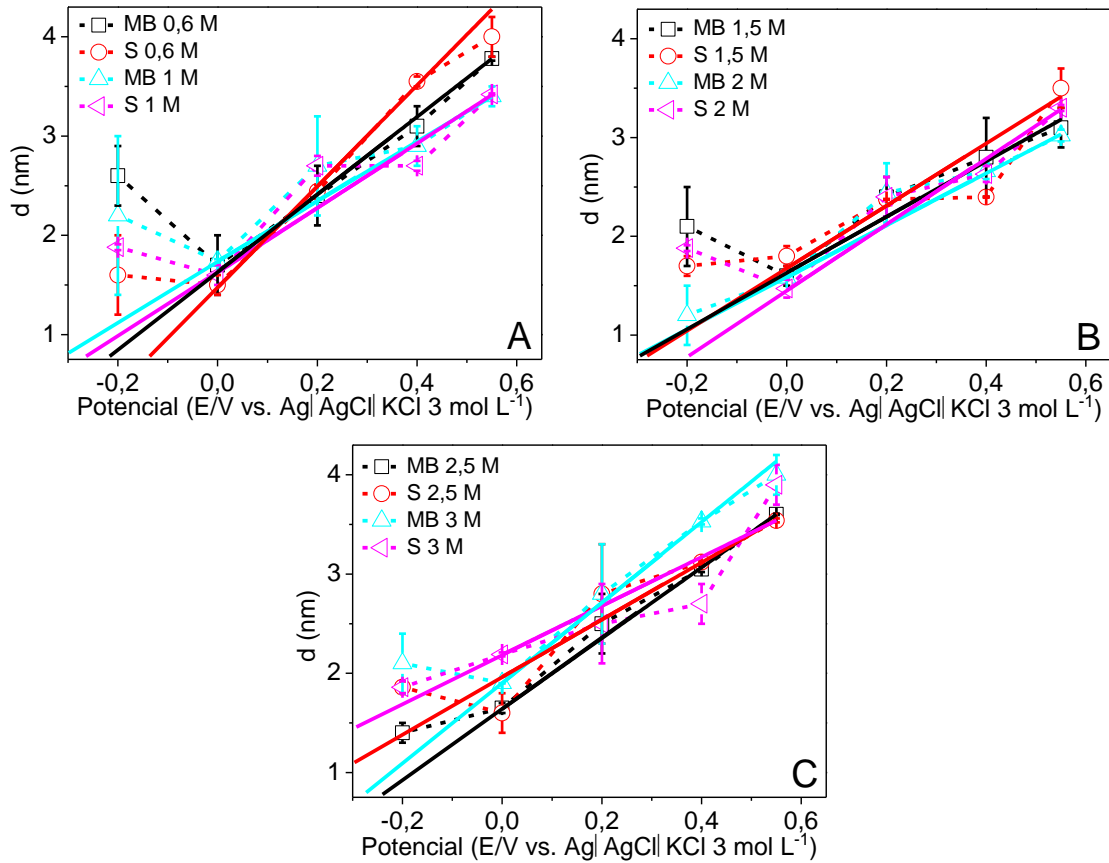 MB 0,6 M
S 0,6 M
MB 1 M
S 1 M
d (nm)
4
3
2
1
A
-0,2 0,0 0,2 0,4 0,6
Potencial (E/V vs. Ag| AgCl| KCl 3 mol L⁻¹)
MB 1,5 M
S 1,5 M
MB 2 M
S 2 M
d (nm)
4
3
2
1
B
-0,2 0,0 0,2 0,4 0,6
Potencial (E/V vs. Ag| AgCl| KCl 3 mol L⁻¹)
MB 2,5 M
S 2,5 M
MB 3 M
S 3 M
d (nm)
4
3
2
1
C
-0,2 0,0 0,2 0,4 0,6
Potencial (E/V vs. Ag| AgCl| KCl 3 mol L⁻¹)